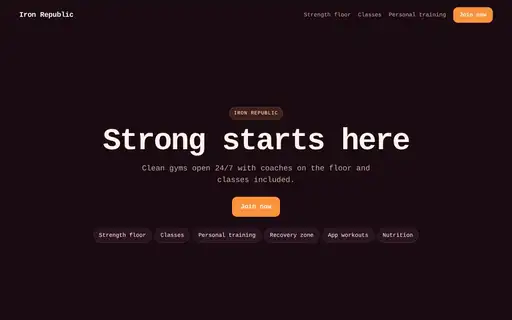 Iron Republic
Strength floor Classes Personal training Join now
IRON REPUBLIC
Strong starts here
Clean gyms open 24/7 with coaches on the floor and
classes included.
Join now
Strength floor Classes Personal training Recovery zone App workouts Nutrition